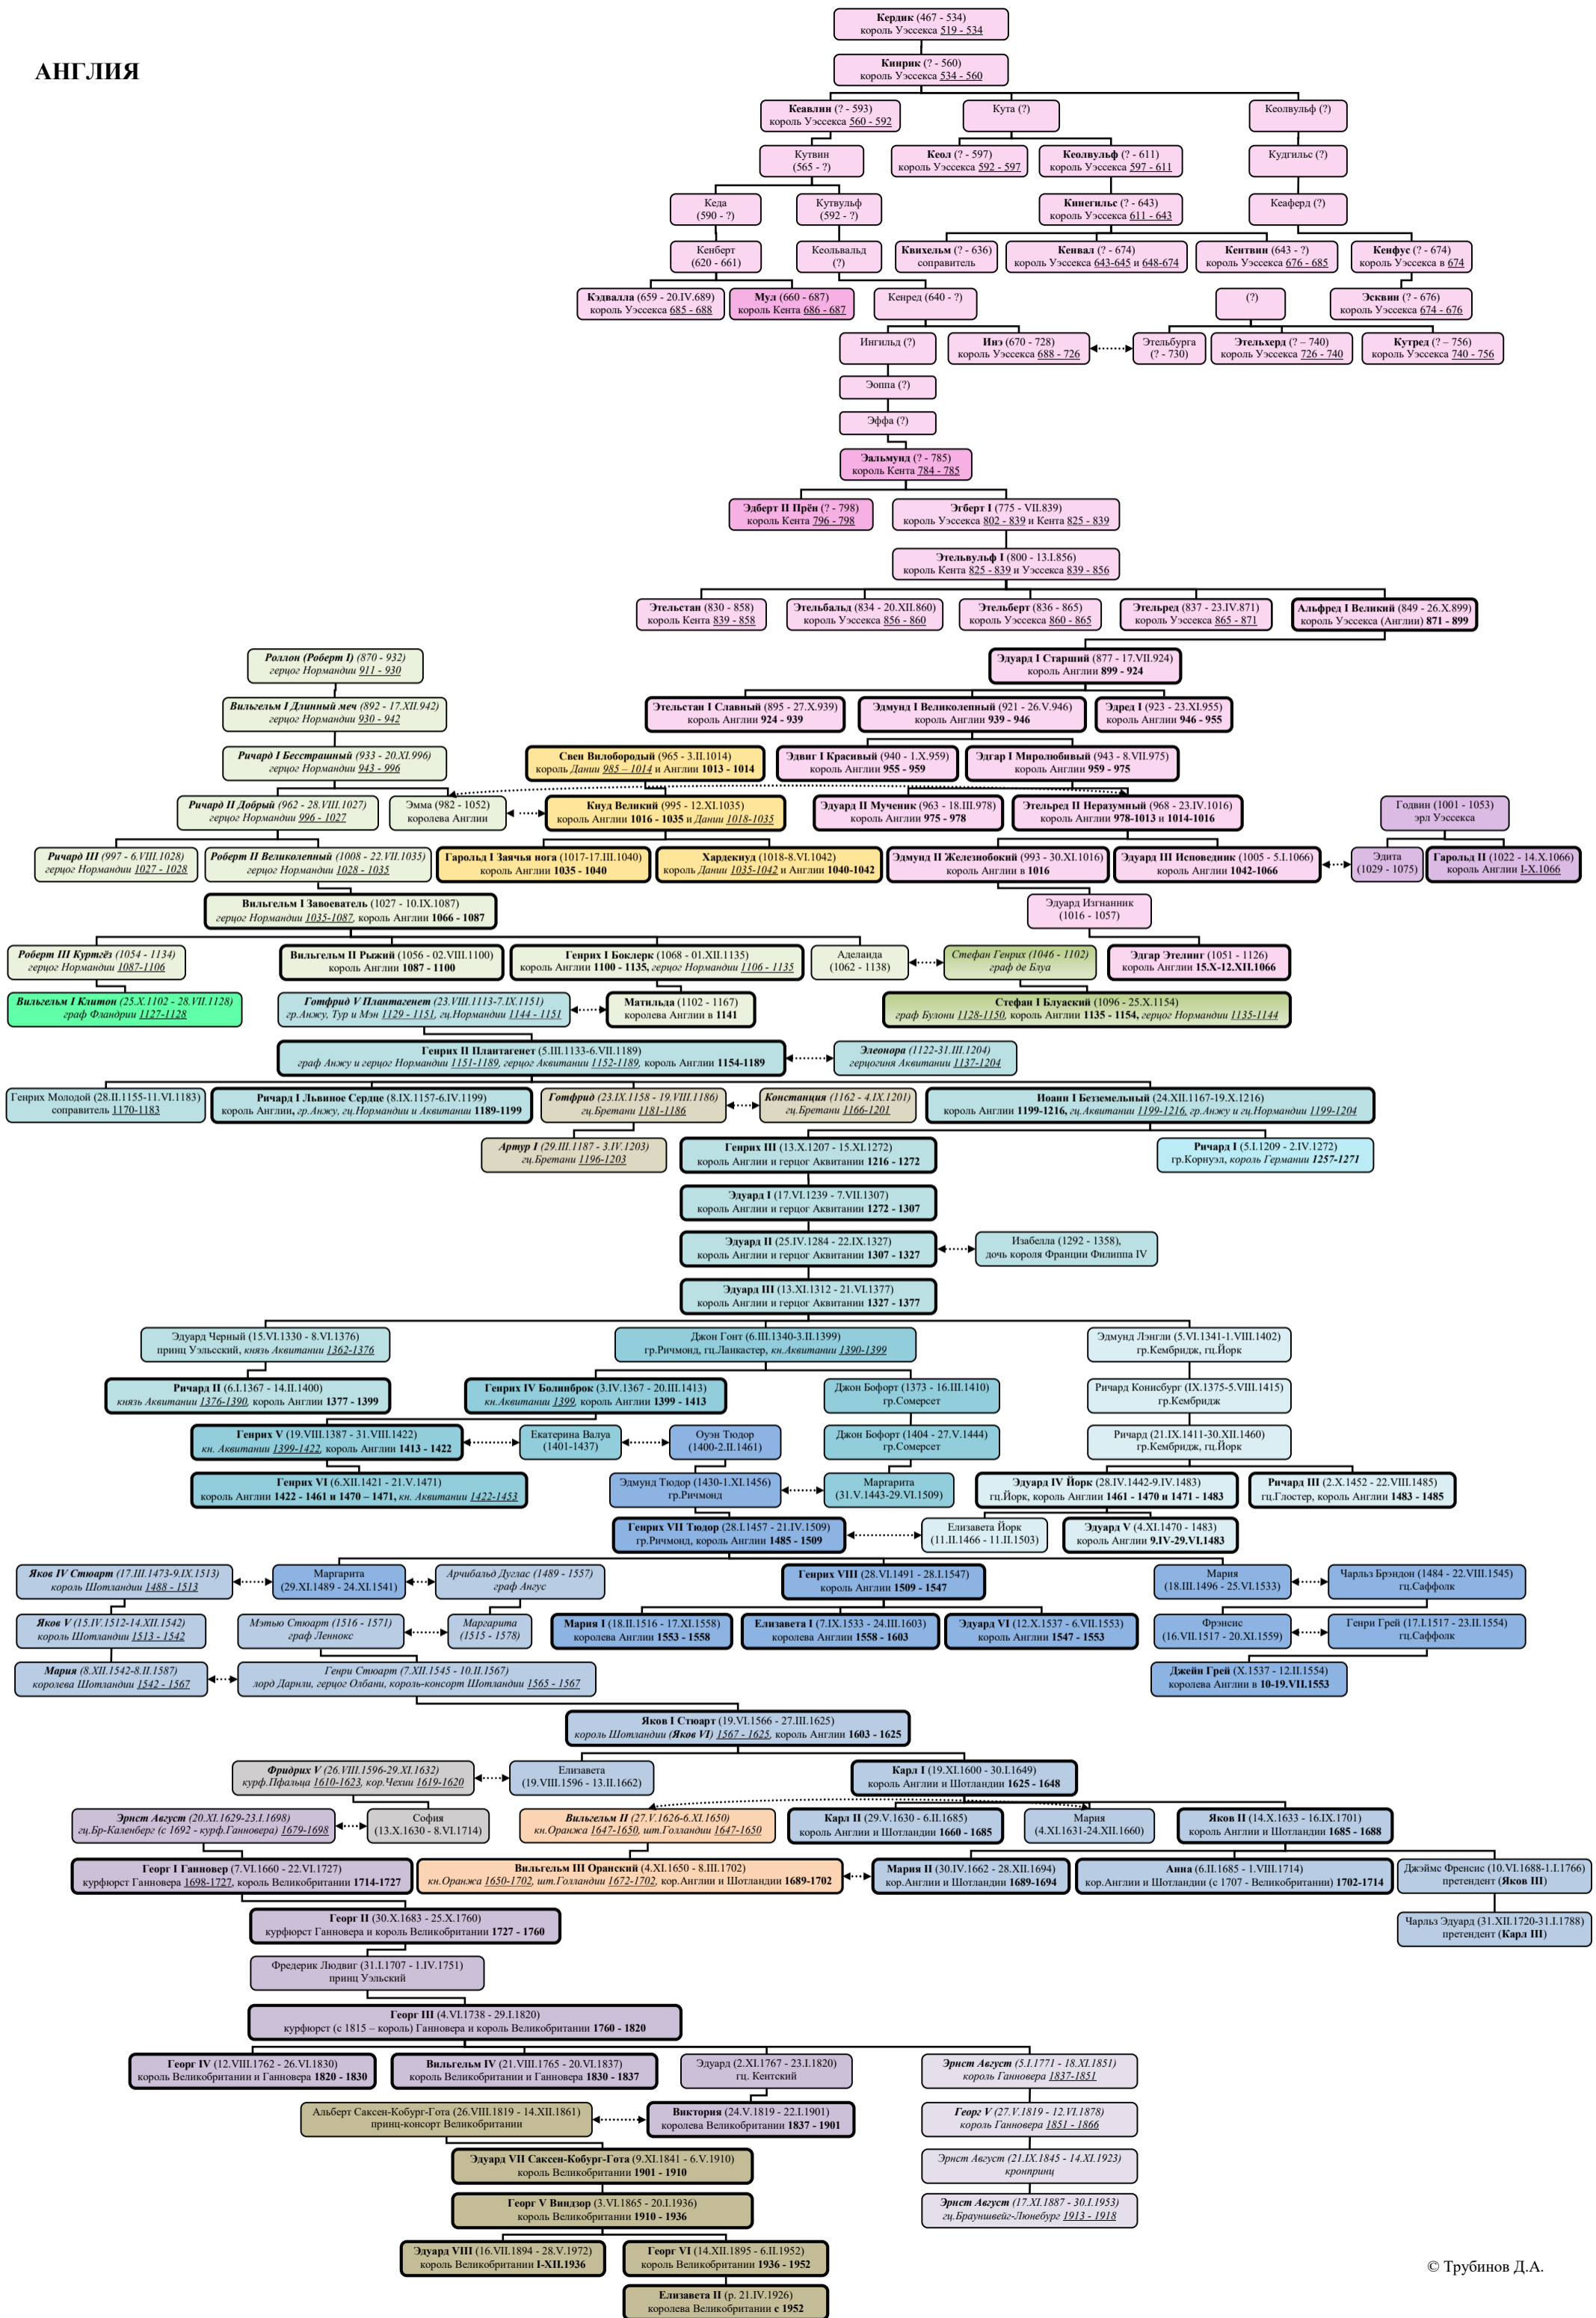 АНГЛИЯ
Кердик (467 - 534)
король Уэссекса 519 - 534
Кинрик (? - 560)
король Уэссекса 534 - 560
Кеавлин (? - 593)
король Уэссекса 560 - 592
Кута (?)
Кеолвульф (?)
Кутвин
(565 - ?)
Кеол (? - 597)
король Уэссекса 592 - 597
Кеолвульф (? - 611)
король Уэссекса 597 - 611
Кудгильс (?)
Кеда
(590 - ?)
Кутвульф
(592 - ?)
Кинегильс (? - 643)
король Уэссекса 611 - 643
Кеаферд (?)
Кенберт
(620 - 661)
Кеольвальд
(?)
Квихельм (? - 636)
соправитель
Кенвал (? - 674)
король Уэссекса 643-645 и 648-674
Кентвин (643 - ?)
король Уэссекса 676 - 685
Кенфус (? - 674)
король Уэссекса в 674
Кэдвалла (659 - 20.IV.689)
король Уэссекса 685 - 688
Мул (660 - 687)
король Кента 686 - 687
Кенред (640 - ?)
(?)
Эсквин (? - 676)
король Уэссекса 674 - 676
Ингильд (?)
Инэ (670 - 728)
король Уэссекса 688 - 726
Этельбурга
(? - 730)
Этельхерд (? – 740)
король Уэссекса 726 - 740
Кутред (? – 756)
король Уэссекса 740 - 756
Эоппа (?)
Эффа (?)
Эальмунд (? - 785)
король Кента 784 - 785
Эдберт II Прён (? - 798)
король Кента 796 - 798
Эгберт I (775 - VII.839)
король Уэссекса 802 - 839 и Кента 825 - 839
Этельвульф I (800 - 13.I.856)
король Кента 825 - 839 и Уэссекса 839 - 856
Этельстан (830 - 858)
король Кента 839 - 858
Этельбальд (834 - 20.XII.860)
король Уэссекса 856 - 860
Этельберт (836 - 865)
король Уэссекса 860 - 865
Этельред (837 - 23.IV.871)
король Уэссекса 865 - 871
Альфред I Великий (849 - 26.X.899)
король Уэссекса (Англии) 871 - 899
Роллон (Роберт I) (870 - 932)
герцог Нормандии 911 - 930
Эдуард I Старший (877 - 17.VII.924)
король Англии 899 - 924
Вильгельм I Длинный меч (892 - 17.XII.942)
герцог Нормандии 930 - 942
Этельстан I Славный (895 - 27.X.939)
король Англии 924 - 939
Эдмунд I Великолепный (921 - 26.V.946)
король Англии 939 - 946
Эдред I (923 - 23.XI.955)
король Англии 946 - 955
Ричард I Бесстрашный (933 - 20.XI.996)
герцог Нормандии 943 - 996
Свен Вилобородый (965 - 3.II.1014)
король Дании 985 – 1014 и Англии 1013 - 1014
Эдвиг I Красивый (940 - 1.X.959)
король Англии 955 - 959
Эдгар I Миролюбивый (943 - 8.VII.975)
король Англии 959 - 975
Ричард II Добрый (962 - 28.VIII.1027)
герцог Нормандии 996 - 1027
Эмма (982 - 1052)
королева Англии
Кнуд Великий (995 - 12.XI.1035)
король Англии 1016 - 1035 и Дании 1018-1035
Эдуард II Мученик (963 - 18.III.978)
король Англии 975 - 978
Этельред II Неразумный (968 - 23.IV.1016)
король Англии 978-1013 и 1014-1016
Годвин (1001 - 1053)
эрл Уэссекса
Ричард III (997 - 6.VIII.1028)
герцог Нормандии 1027 - 1028
Роберт II Великолепный (1008 - 22.VII.1035)
герцог Нормандии 1028 - 1035
Гарольд I Заячья нога (1017-17.III.1040)
король Англии 1035 - 1040
Хардекнуд (1018-8.VI.1042)
король Дании 1035-1042 и Англии 1040-1042
Эдмунд II Железнобокий (993 - 30.XI.1016)
король Англии в 1016
Эдуард III Исповедник (1005 - 5.I.1066)
король Англии 1042-1066
Эдита
(1029 - 1075)
Гарольд II (1022 - 14.X.1066)
король Англии I-X.1066
Вильгельм I Завоеватель (1027 - 10.IX.1087)
герцог Нормандии 1035-1087, король Англии 1066 - 1087
Эдуард Изгнанник
(1016 - 1057)
Роберт III Куртгёз (1054 - 1134)
герцог Нормандии 1087-1106
Вильгельм II Рыжий (1056 - 02.VIII.1100)
король Англии 1087 - 1100
Генрих I Боклерк (1068 - 01.XII.1135)
король Англии 1100 - 1135, герцог Нормандии 1106 - 1135
Аделаида
(1062 - 1138)
Стефан Генрих (1046 - 1102)
граф де Блуа
Эдгар Этелинг (1051 - 1126)
король Англии 15.X-12.XII.1066
Вильгельм I Клитон (25.X.1102 - 28.VII.1128)
граф Фландрии 1127-1128
Готфрид V Плантагенет (23.VIII.1113-7.IX.1151)
гр.Анжу, Тур и Мэн 1129 - 1151, гц.Нормандии 1144 - 1151
Матильда (1102 - 1167)
королева Англии в 1141
Стефан I Блуаский (1096 - 25.X.1154)
граф Булони 1128-1150, король Англии 1135 - 1154, герцог Нормандии 1135-1144
Генрих II Плантагенет (5.III.1133-6.VII.1189)
граф Анжу и герцог Нормандии 1151-1189, герцог Аквитании 1152-1189, король Англии 1154-1189
Элеонора (1122-31.III.1204)
герцогиня Аквитании 1137-1204
Генрих Молодой (28.II.1155-11.VI.1183)
соправитель 1170-1183
Ричард I Львиное Сердце (8.IX.1157-6.IV.1199)
король Англии, гр.Анжу, гц.Нормандии и Аквитании 1189-1199
Готфрид (23.IX.1158 - 19.VIII.1186)
гц.Бретани 1181-1186
Констанция (1162 - 4.IX.1201)
гц.Бретани 1166-1201
Иоанн I Безземельный (24.XII.1167-19.X.1216)
король Англии 1199-1216, гц.Аквитании 1199-1216, гр.Анжу и гц.Нормандии 1199-1204
Артур I (29.III.1187 - 3.IV.1203)
гц.Бретани 1196-1203
Генрих III (13.X.1207 - 15.XI.1272)
король Англии и герцог Аквитании 1216 - 1272
Ричард I (5.I.1209 - 2.IV.1272)
гр.Корнуэл, король Германии 1257-1271
Эдуард I (17.VI.1239 - 7.VII.1307)
король Англии и герцог Аквитании 1272 - 1307
Эдуард II (25.IV.1284 - 22.IX.1327)
король Англии и герцог Аквитании 1307 - 1327
Изабелла (1292 - 1358),
дочь короля Франции Филиппа IV
Эдуард III (13.XI.1312 - 21.VI.1377)
король Англии и герцог Аквитании 1327 - 1377
Эдуард Черный (15.VI.1330 - 8.VI.1376)
принц Уэльсский, князь Аквитании 1362-1376
Джон Гонт (6.III.1340-3.II.1399)
гр.Ричмонд, гц.Ланкастер, кн.Аквитании 1390-1399
Эдмунд Лэнгли (5.VI.1341-1.VIII.1402)
гр.Кембридж, гц.Йорк
Ричард II (6.I.1367 - 14.II.1400)
князь Аквитании 1376-1390, король Англии 1377 - 1399
Генрих IV Болинброк (3.IV.1367 - 20.III.1413)
кн.Аквитании 1399, король Англии 1399 - 1413
Джон Бофорт (1373 - 16.III.1410)
гр.Сомерсет
Ричард Конисбург (IX.1375-5.VIII.1415)
гр.Кембридж
Генрих V (19.VIII.1387 - 31.VIII.1422)
кн. Аквитании 1399-1422, король Англии 1413 - 1422
Екатерина Валуа
(1401-1437)
Оуэн Тюдор
(1400-2.II.1461)
Джон Бофорт (1404 - 27.V.1444)
гр.Сомерсет
Ричард (21.IX.1411-30.XII.1460)
гр.Кембридж, гц.Йорк
Генрих VI (6.XII.1421 - 21.V.1471)
король Англии 1422 - 1461 и 1470 – 1471, кн. Аквитании 1422-1453
Эдмунд Тюдор (1430-1.XI.1456)
гр.Ричмонд
Маргарита
(31.V.1443-29.VI.1509)
Эдуард IV Йорк (28.IV.1442-9.IV.1483)
гц.Йорк, король Англии 1461 - 1470 и 1471 - 1483
Ричард III (2.X.1452 - 22.VIII.1485)
гц.Глостер, король Англии 1483 - 1485
Генрих VII Тюдор (28.I.1457 - 21.IV.1509)
гр.Ричмонд, король Англии 1485 - 1509
Елизавета Йорк
(11.II.1466 - 11.II.1503)
Эдуард V (4.XI.1470 - 1483)
король Англии 9.IV-29.VI.1483
Яков IV Стюарт (17.III.1473-9.IX.1513)
король Шотландии 1488 - 1513
Маргарита
(29.XI.1489 - 24.XI.1541)
Арчибальд Дуглас (1489 - 1557)
граф Ангус
Генрих VIII (28.VI.1491 - 28.I.1547)
король Англии 1509 - 1547
Мария
(18.III.1496 - 25.VI.1533)
Чарльз Брэндон (1484 - 22.VIII.1545)
гц.Саффолк
Яков V (15.IV.1512-14.XII.1542)
король Шотландии 1513 - 1542
Мэтью Стюарт (1516 - 1571)
граф Леннокс
Маргарита
(1515 - 1578)
Мария I (18.II.1516 - 17.XI.1558)
королева Англии 1553 - 1558
Елизавета I (7.IX.1533 - 24.III.1603)
королева Англии 1558 - 1603
Эдуард VI (12.X.1537 - 6.VII.1553)
король Англии 1547 - 1553
Фрэнсис
(16.VII.1517 - 20.XI.1559)
Генри Грей (17.I.1517 - 23.II.1554)
гц.Саффолк
Мария (8.XII.1542-8.II.1587)
королева Шотландии 1542 - 1567
Генри Стюарт (7.XII.1545 - 10.II.1567)
лорд Дарнли, герцог Олбани, король-консорт Шотландии 1565 - 1567
Джейн Грей (X.1537 - 12.II.1554)
королева Англии в 10-19.VII.1553
Яков I Стюарт (19.VI.1566 - 27.III.1625)
король Шотландии (Яков VI) 1567 - 1625, король Англии 1603 - 1625
Фридрих V (26.VIII.1596-29.XI.1632)
курф.Пфальца 1610-1623, кор.Чехии 1619-1620
Елизавета
(19.VIII.1596 - 13.II.1662)
Карл I (19.XI.1600 - 30.I.1649)
король Англии и Шотландии 1625 - 1648
Эрнст Август (20.XI.1629-23.I.1698)
гц.Бр-Каленберг (с 1692 - курф.Ганновера) 1679-1698
София
(13.X.1630 - 8.VI.1714)
Вильгельм II (27.V.1626-6.XI.1650)
кн.Оранжа 1647-1650, шт.Голландии 1647-1650
Карл II (29.V.1630 - 6.II.1685)
король Англии и Шотландии 1660 - 1685
Мария
(4.XI.1631-24.XII.1660)
Яков II (14.X.1633 - 16.IX.1701)
король Англии и Шотландии 1685 - 1688
Георг I Ганновер (7.VI.1660 - 22.VI.1727)
курфюрст Ганновера 1698-1727, король Великобритании 1714-1727
Вильгельм III Оранский (4.XI.1650 - 8.III.1702)
кн.Оранжа 1650-1702, шт.Голландии 1672-1702, кор.Англии и Шотландии 1689-1702
Мария II (30.IV.1662 - 28.XII.1694)
кор.Англии и Шотландии 1689-1694
Анна (6.II.1685 - 1.VIII.1714)
кор.Англии и Шотландии (с 1707 - Великобритании) 1702-1714
Джэймс Френсис (10.VI.1688-1.I.1766)
претендент (Яков III)
Георг II (30.X.1683 - 25.X.1760)
курфюрст Ганновера и король Великобритании 1727 - 1760
Чарльз Эдуард (31.XII.1720-31.I.1788)
претендент (Карл III)
Фредерик Людвиг (31.I.1707 - 1.IV.1751)
принц Уэльский
Георг III (4.VI.1738 - 29.I.1820)
курфюрст (с 1815 – король) Ганновера и король Великобритании 1760 - 1820
Георг IV (12.VIII.1762 - 26.VI.1830)
король Великобритании и Ганновера 1820 - 1830
Вильгельм IV (21.VIII.1765 - 20.VI.1837)
король Великобритании и Ганновера 1830 - 1837
Эдуард (2.XI.1767 - 23.I.1820)
гц. Кентский
Эрнст Август (5.I.1771 - 18.XI.1851)
король Ганновера 1837-1851
Альберт Саксен-Кобург-Гота (26.VIII.1819 - 14.XII.1861)
принц-консорт Великобритании
Виктория (24.V.1819 - 22.I.1901)
королева Великобритании 1837 - 1901
Георг V (27.V.1819 - 12.VI.1878)
король Ганновера 1851 - 1866
Эдуард VII Саксен-Кобург-Гота (9.XI.1841 - 6.V.1910)
король Великобритании 1901 - 1910
Эрнст Август (21.IX.1845 - 14.XI.1923)
кронпринц
Георг V Виндзор (3.VI.1865 - 20.I.1936)
король Великобритании 1910 - 1936
Эрнст Август (17.XI.1887 - 30.I.1953)
гц.Брауншвейг-Люнебург 1913 - 1918
Эдуард VIII (16.VII.1894 - 28.V.1972)
король Великобритании I-XII.1936
Георг VI (14.XII.1895 - 6.II.1952)
король Великобритании 1936 - 1952
© Трубинов Д.А.
Елизавета II (р. 21.IV.1926)
королева Великобритании с 1952